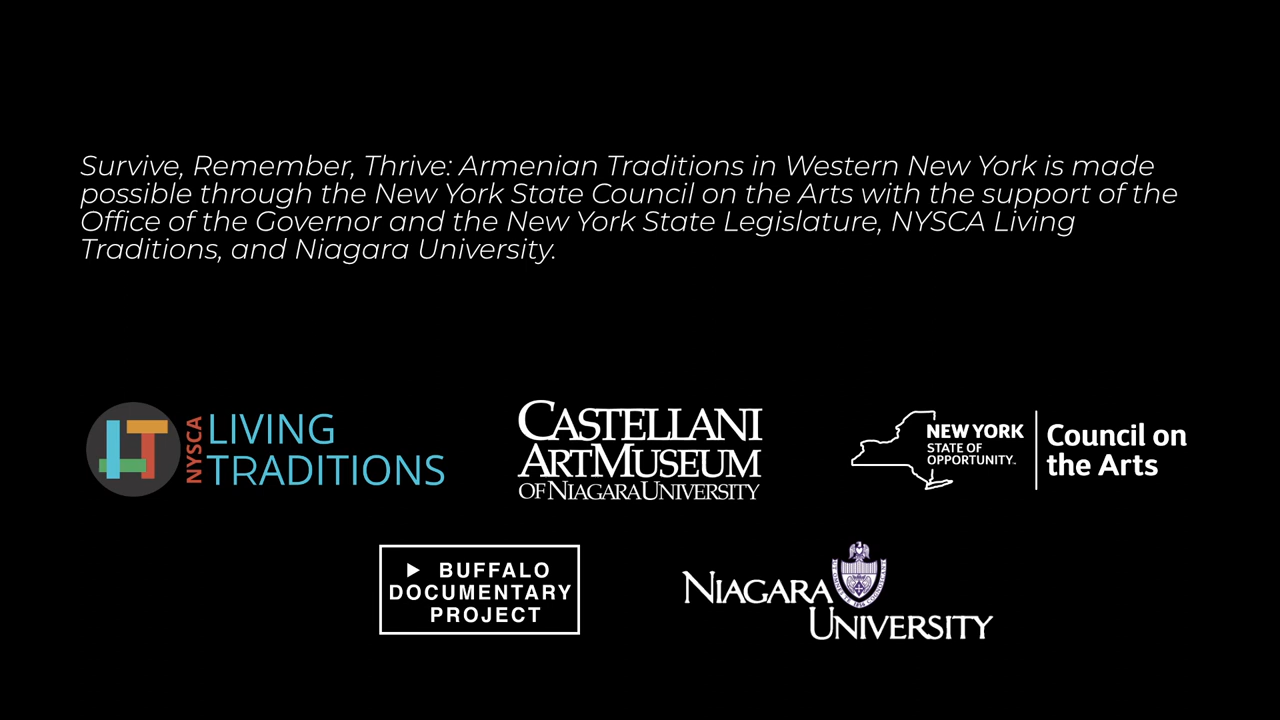 Survive, Remember, Thrive: Armenian Traditions in Western New York is made
possible through the New York State Council on the Arts with the support of the
Office of the Governor and the New York State Legislature, NYSCA Living
Traditions, and Niagara University.
LT
NYSCA
LIVING
TRADITIONS
CASTELLANI
ARTMUSEUM
OF NIAGARA UNIVERSITY
NEW YORK
STATE OF
OPPORTUNITY™
Council on
the Arts
BUFFALO
DOCUMENTARY
PROJECT
NIAGARA
UNIVERSITY